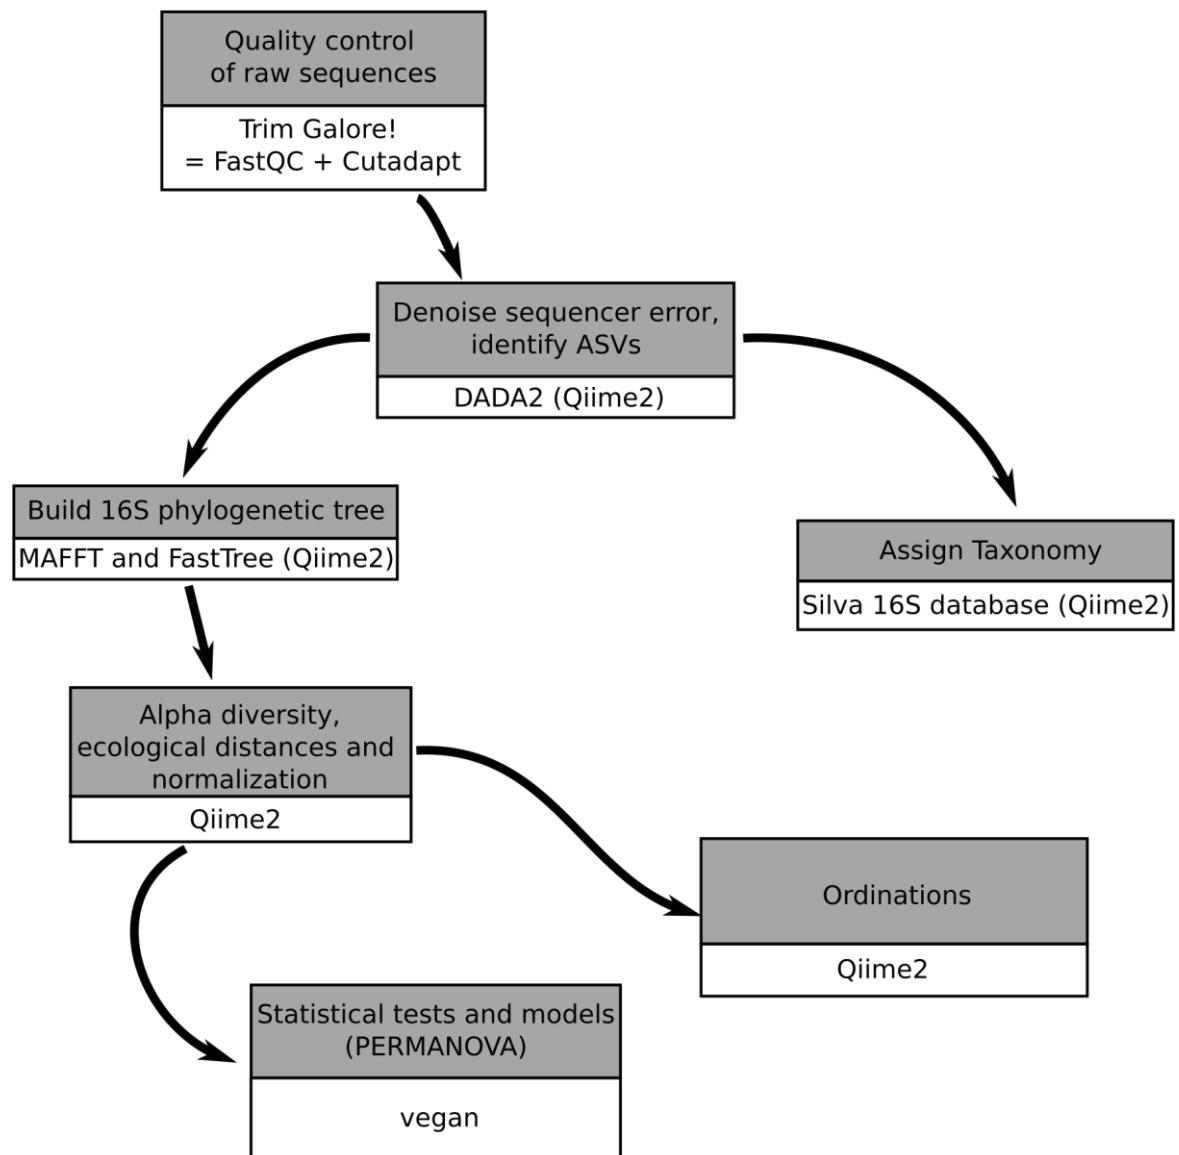 Quality control
of raw sequences
Trim Galore!
= FastQC + Cutadapt
Denoise sequencer error,
identify ASVs
DADA2 (Qiime2)
Build 16S phylogenetic tree
MAFFT and FastTree (Qiime2)
Assign Taxonomy
Silva 16S database (Qiime2)
Alpha diversity,
ecological distances and
normalization
Qiime2
Ordinations
Qiime2
Statistical tests and models
(PERMANOVA)
vegan